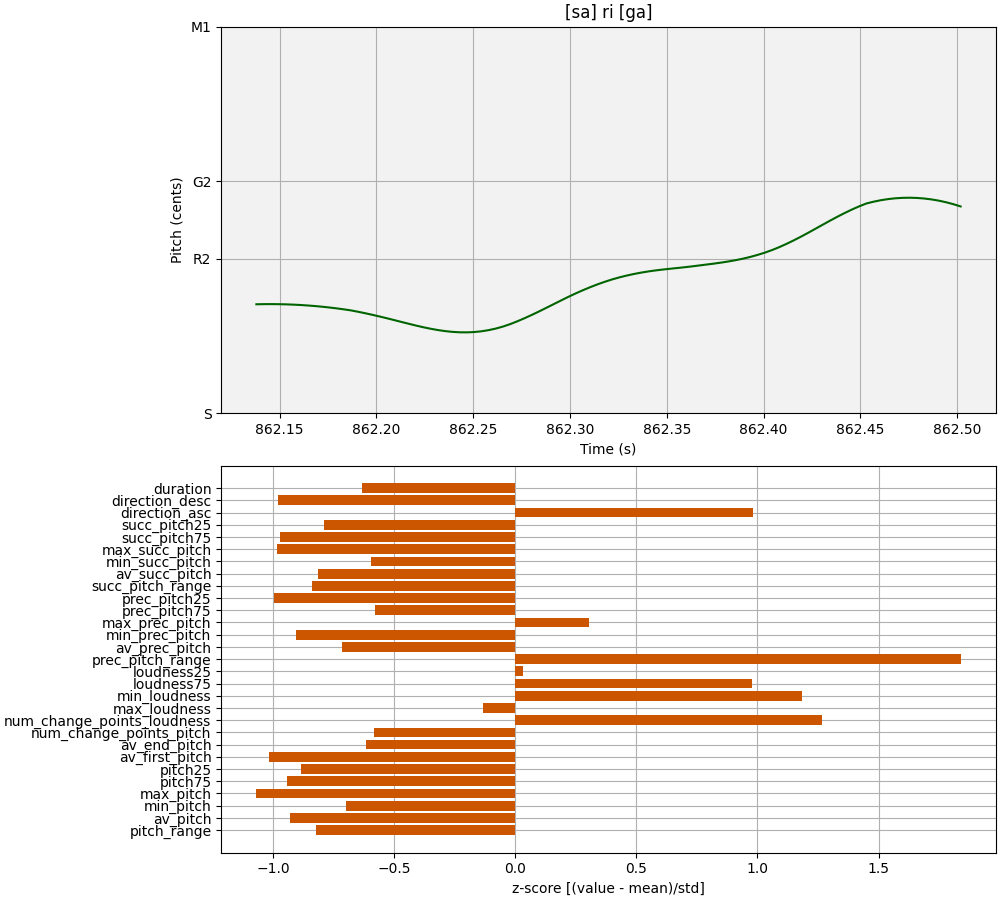 [sa] ri [ga]
M1
G2
R2
S
Pitch (cents)
862.15 862.20 862.25 862.30 862.35 862.40 862.45 862.50
Time (s)
duration
direction_desc
direction_asc
succ_pitch25
succ_pitch75
max_succ_pitch
min_succ_pitch
av_succ_pitch
succ_pitch_range
prec_pitch25
prec_pitch75
max_prec_pitch
min_prec_pitch
av_prec_pitch
prec_pitch_range
loudness25
loudness75
min_loudness
max_loudness
num_change_points_loudness
num_change_points_pitch
av_end_pitch
av_first_pitch
pitch25
pitch75
max_pitch
min_pitch
av_pitch
pitch_range
−1.0 −0.5 0.0 0.5 1.0 1.5
z-score [(value - mean)/std]